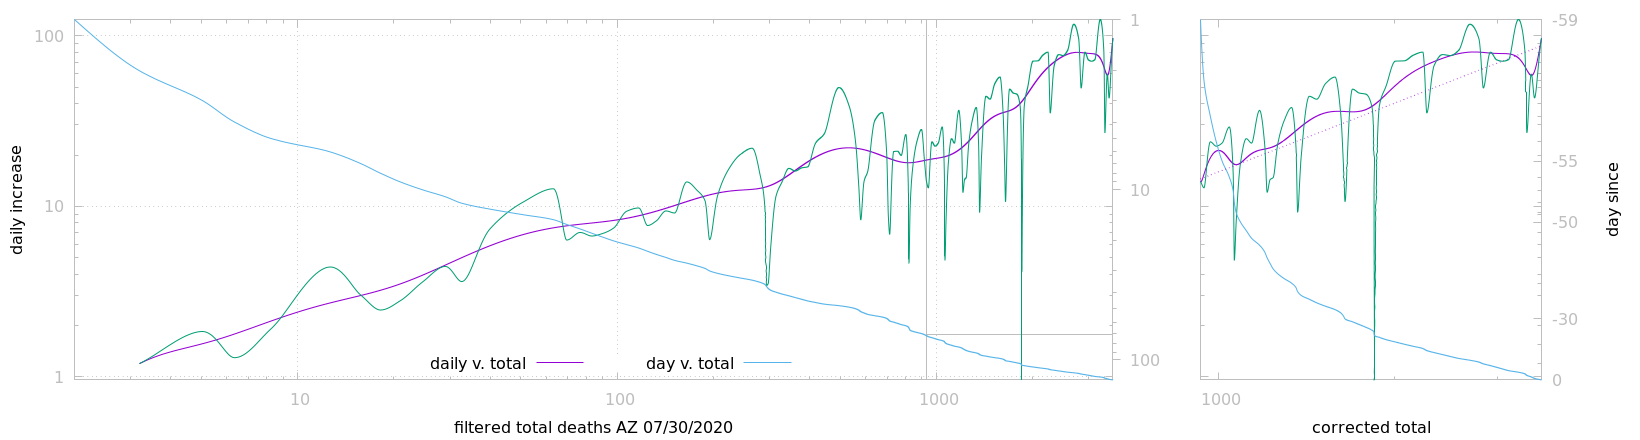 daily increase
100
10
1
10
100
1000
1
10
100
daily v. total
day v. total
filtered total deaths AZ 07/30/2020
1000
corrected total
-59
-55
-50
-30
0
day since